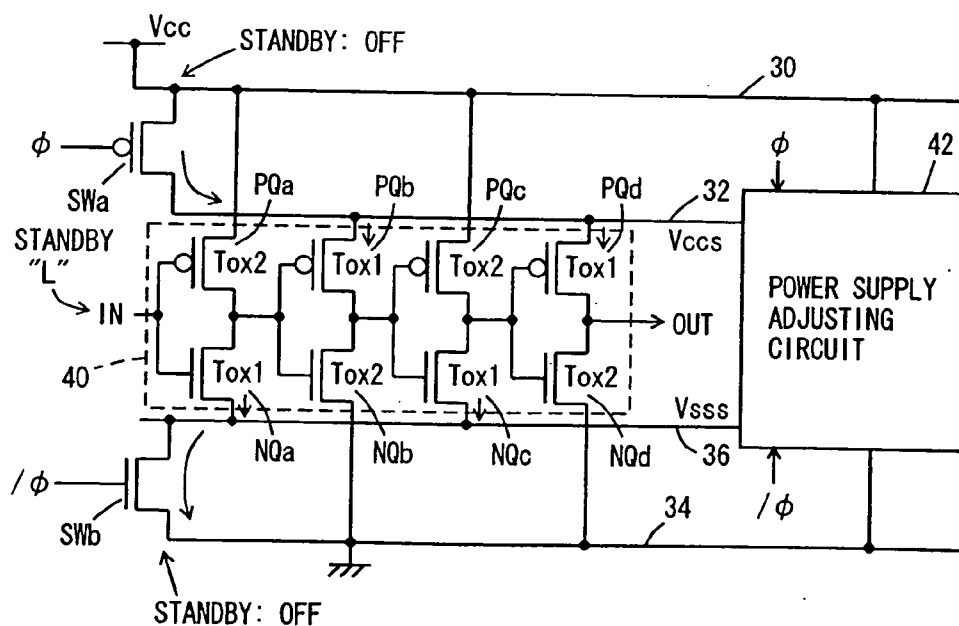 Vcc
STANDBY: OFF
30
φ
φ
42
SWa
PQa
PQb
PQc
PQd
32
Vccs
STANDBY
"L"
Tox2
Tox1
Tox2
Tox1
IN
OUT
POWER SUPPLY
ADJUSTING
CIRCUIT
40
Tox1
Tox2
Tox1
Tox2
Vsss
NQa
NQb
NQc
NQd
36
/φ
/φ
SWb
34
STANDBY: OFF